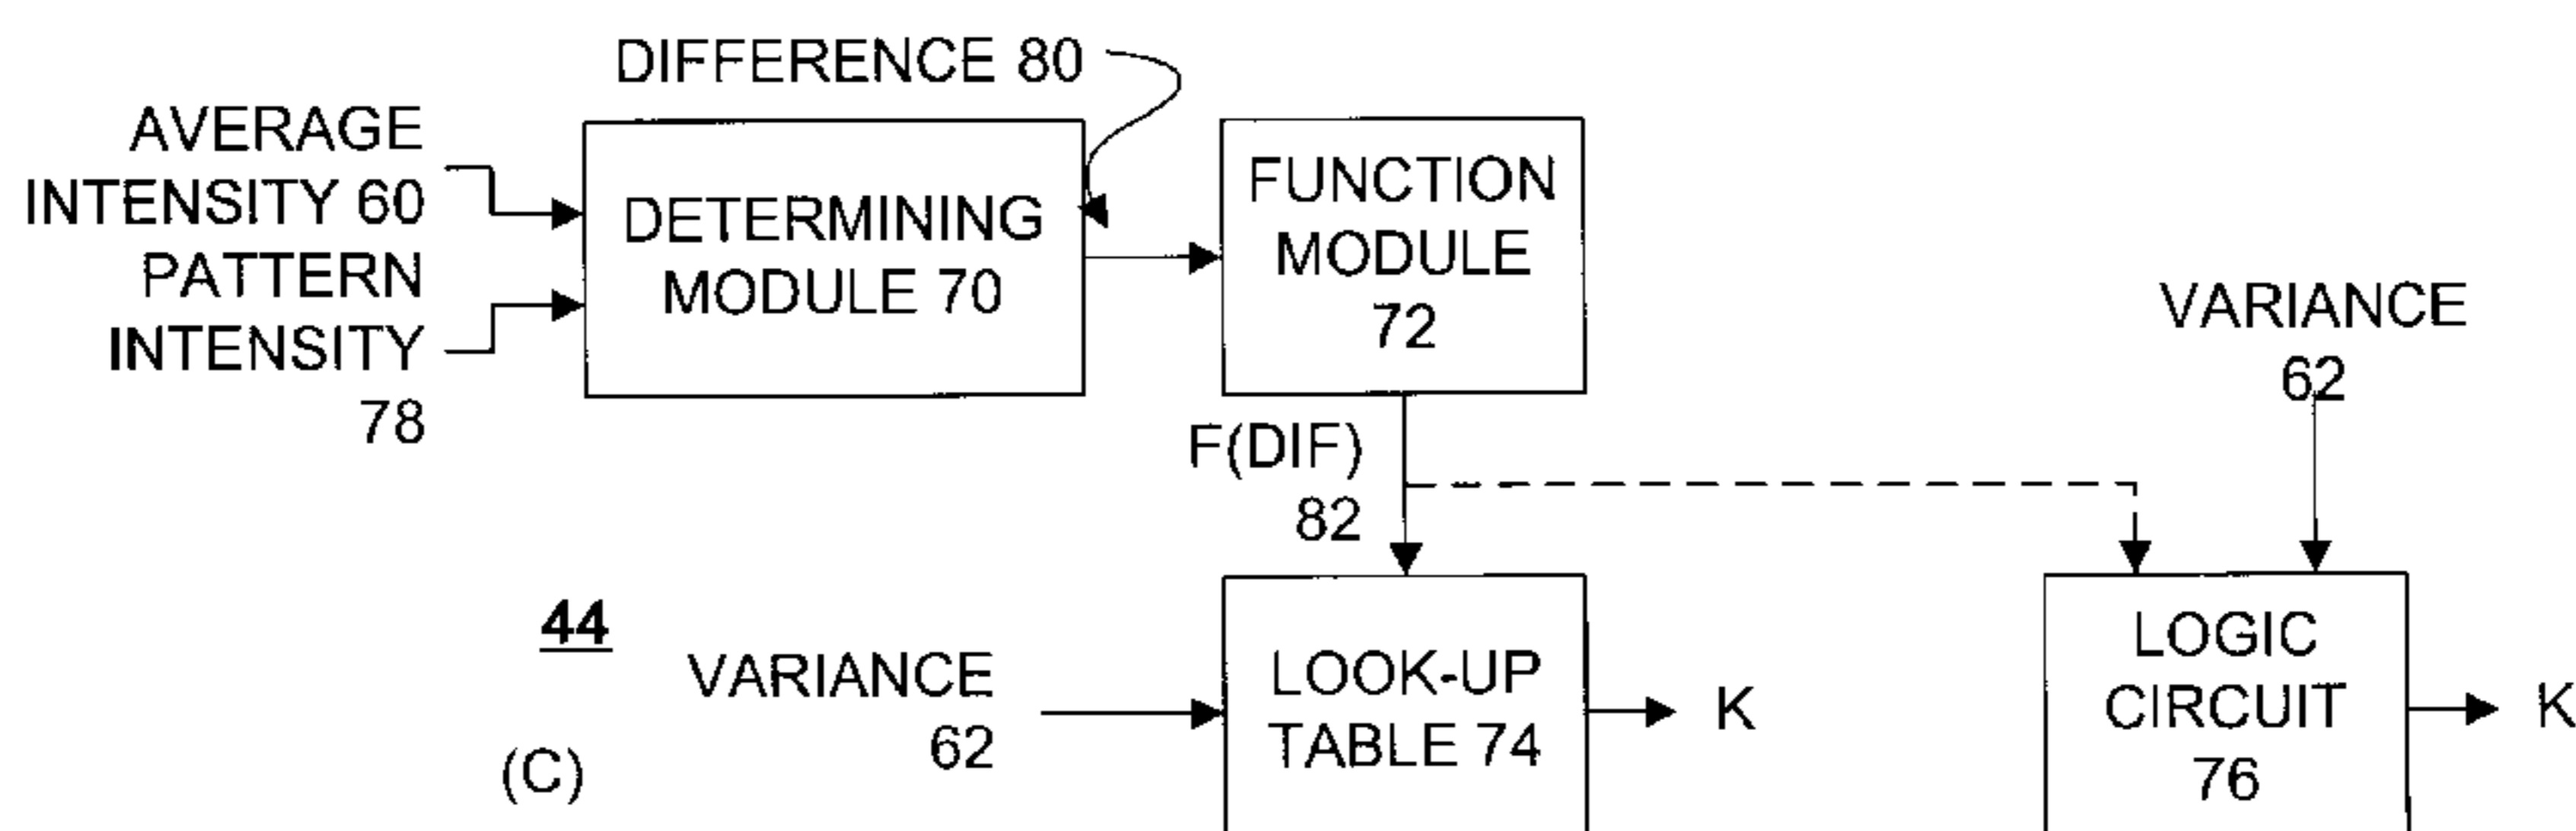 DIFFERENCE 80
AVERAGE
INTENSITY 60
PATTERN
INTENSITY
78
DETERMINING
MODULE 70
FUNCTION
MODULE
72
VARIANCE
62
F(DIF)
82
44
VARIANCE
62
(C)
LOOK-UP
TABLE 74
K
LOGIC
CIRCUIT
76
K